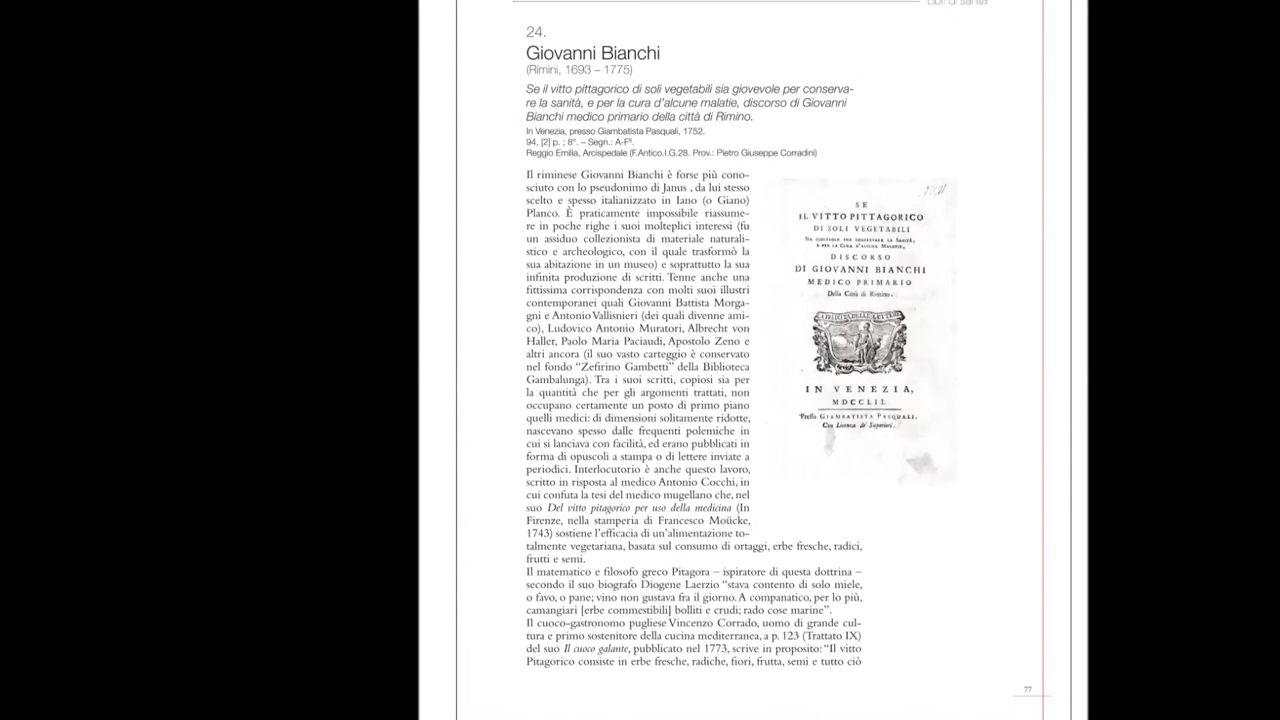 Libri di sanità
24.
Giovanni Bianchi
(Rimini, 1693 – 1775)
Se il vitto pittagorico di soli vegetabili sia giovevole per conserva-
re la sanità, e per la cura d'alcune malatie, discorso di Giovanni
Bianchi medico primario della città di Rimino.
In Venezia, presso Giambatista Pasquali, 1752.
94, [2] p. ; 8°. – Segn.: A-F⁸.
Reggio Emilia, Arcispedale (F.Antico.I.G.28. Prov.: Pietro Giuseppe Corradini)
Il riminese Giovanni Bianchi è forse più cono-
sciuto con lo pseudonimo di Janus , da lui stesso
scelto e spesso italianizzato in Iano (o Giano)
Planco. È praticamente impossibile riassume-
re in poche righe i suoi molteplici interessi (fu
un assiduo collezionista di materiale naturali-
stico e archeologico, con il quale trasformò la
sua abitazione in un museo) e soprattutto la sua
infinita produzione di scritti. Tenne anche una
fittissima corrispondenza con molti suoi illustri
contemporanei quali Giovanni Battista Morga-
gni e Antonio Vallisnieri (dei quali divenne ami-
co), Ludovico Antonio Muratori, Albrecht von
Haller, Paolo Maria Paciaudi, Apostolo Zeno e
altri ancora (il suo vasto carteggio è conservato
nel fondo “Zefirino Gambetti” della Biblioteca
Gambalunga). Tra i suoi scritti, copiosi sia per
la quantità che per gli argomenti trattati, non
occupano certamente un posto di primo piano
quelli medici: di dimensioni solitamente ridotte,
nascevano spesso dalle frequenti polemiche in
cui si lanciava con facilità, ed erano pubblicati in
forma di opuscoli a stampa o di lettere inviate a
periodici. Interlocutorio è anche questo lavoro,
scritto in risposta al medico Antonio Cocchi, in
cui confuta la tesi del medico mugellano che, nel
suo Del vitto pitagorico per uso della medicina (In
Firenze, nella stamperia di Francesco Moücke,
1743) sostiene l'efficacia di un'alimentazione to-
talmente vegetariana, basata sul consumo di ortaggi, erbe fresche, radici,
frutti e semi.
Il matematico e filosofo greco Pitagora – ispiratore di questa dottrina –
secondo il suo biografo Diogene Laerzio “stava contento di solo miele,
o favo, o pane; vino non gustava fra il giorno. A companatico, per lo più,
camangiari [erbe commestibili] bolliti e crudi; rado cose marine”.
Il cuoco-gastronomo pugliese Vincenzo Corrado, uomo di grande cul-
tura e primo sostenitore della cucina mediterranea, a p. 123 (Trattato IX)
del suo Il cuoco galante, pubblicato nel 1773, scrive in proposito: “Il vitto
Pitagorico consiste in erbe fresche, radiche, fiori, frutta, semi e tutto ciò
SE
IL VITTO PITTAGORICO
DI SOLI VEGETABILI
SIA GIOVEVOLE PER CONSERVARE LA SANITÀ,
E PER LA CURA D'ALCUNE MALATIE,
DISCORSO
DI GIOVANNI BIANCHI
MEDICO PRIMARIO
Della Città di Rimino.
LA FELICITA DELLE LETTERE
IN VENEZIA,
MDCCLII.
Presso GIAMBATISTA PASQUALI.
Con Licenza de' Superiori.
77